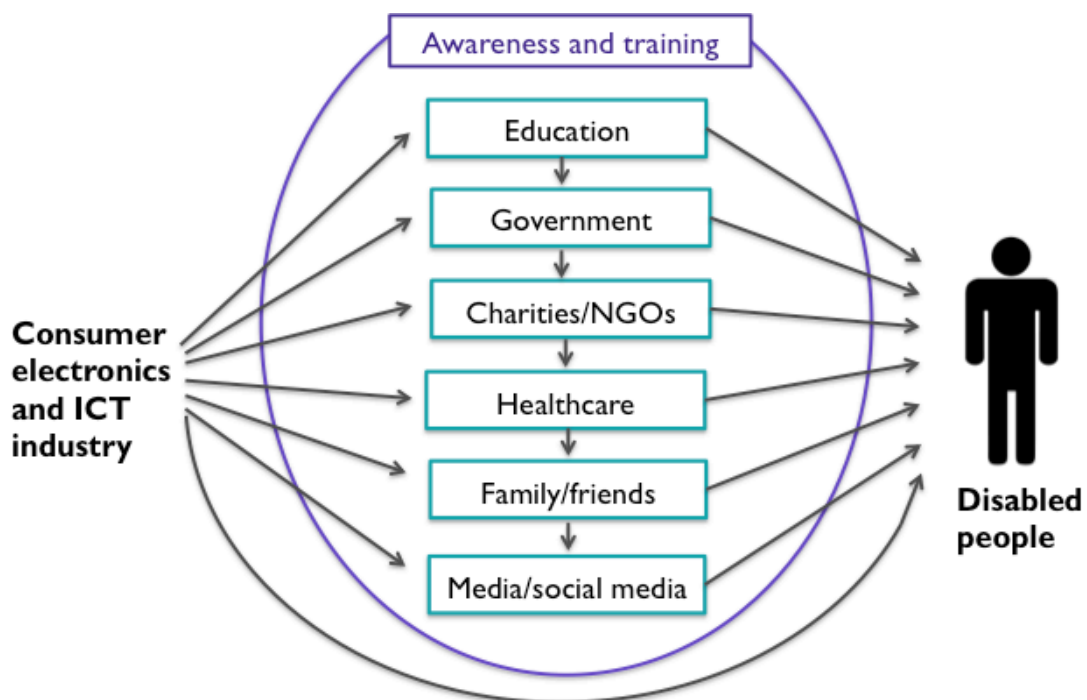 Awareness and training
Education
Government
Charities/NGOs
Healthcare
Family/friends
Media/social media
Consumer
electronics
and ICT
industry
Disabled
people